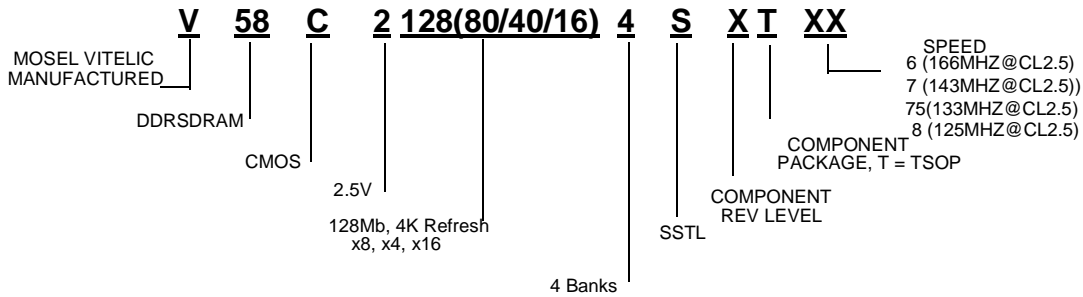 V 58 C 2 128(80/40/16) 4 S X T XX
MOSEL VITELIC
MANUFACTURED
DDRSDRAM
CMOS
2.5V
128Mb, 4K Refresh
x8, x4, x16
4 Banks
SSTL
COMPONENT
REV LEVEL
COMPONENT
PACKAGE, T = TSOP
SPEED
6 (166MHZ@CL2.5)
7 (143MHZ@CL2.5))
75(133MHZ@CL2.5)
8 (125MHZ@CL2.5)